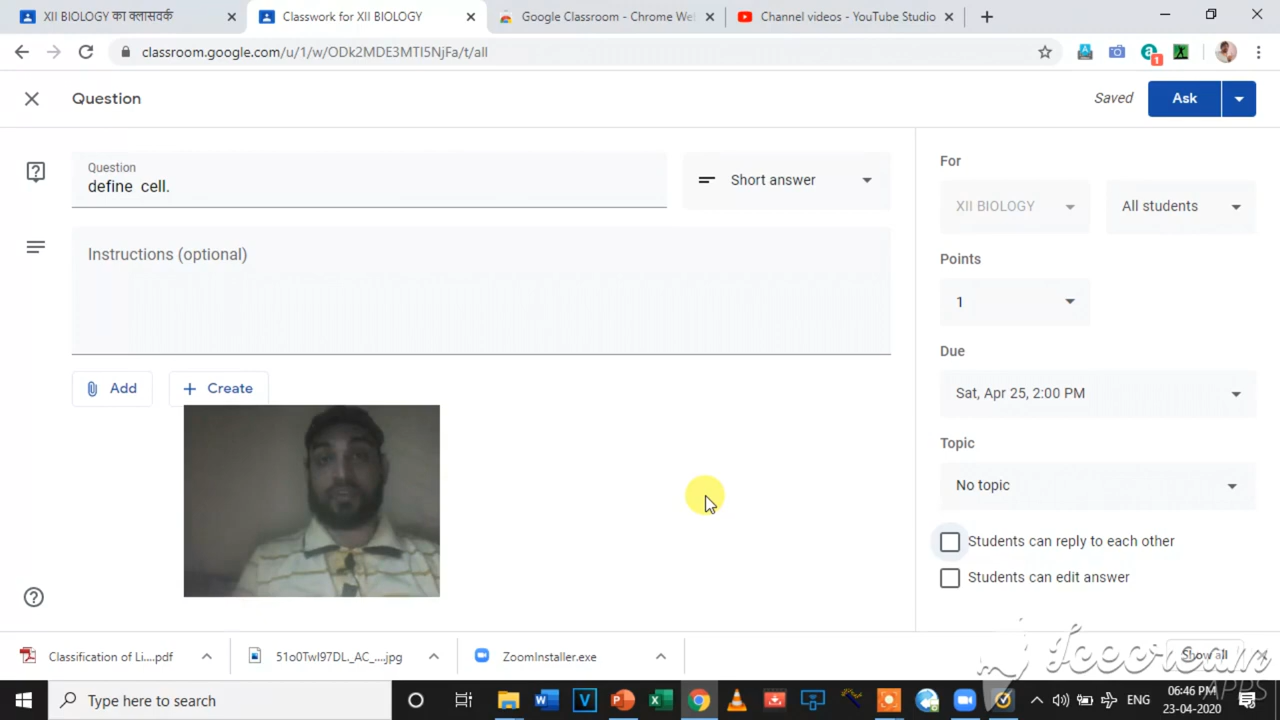 XII BIOLOGY का क्लासवर्क
Classwork for XII BIOLOGY
Google Classroom - Chrome We
Channel videos - YouTube Studio
classroom.google.com/u/1/w/ODk2MDE3MTI5NjFa/t/all
1
Question
Saved
Ask
Question
define cell.
Short answer
Instructions (optional)
Add
Create
For
XII BIOLOGY
All students
Points
1
Due
Sat, Apr 25, 2:00 PM
Topic
No topic
Students can reply to each other
Students can edit answer
Classification of Li....pdf
51o0TwI97DL._AC_....jpg
ZoomInstaller.exe
Show all
Icecream
APPS
Type here to search
ENG
06:46 PM
23-04-2020